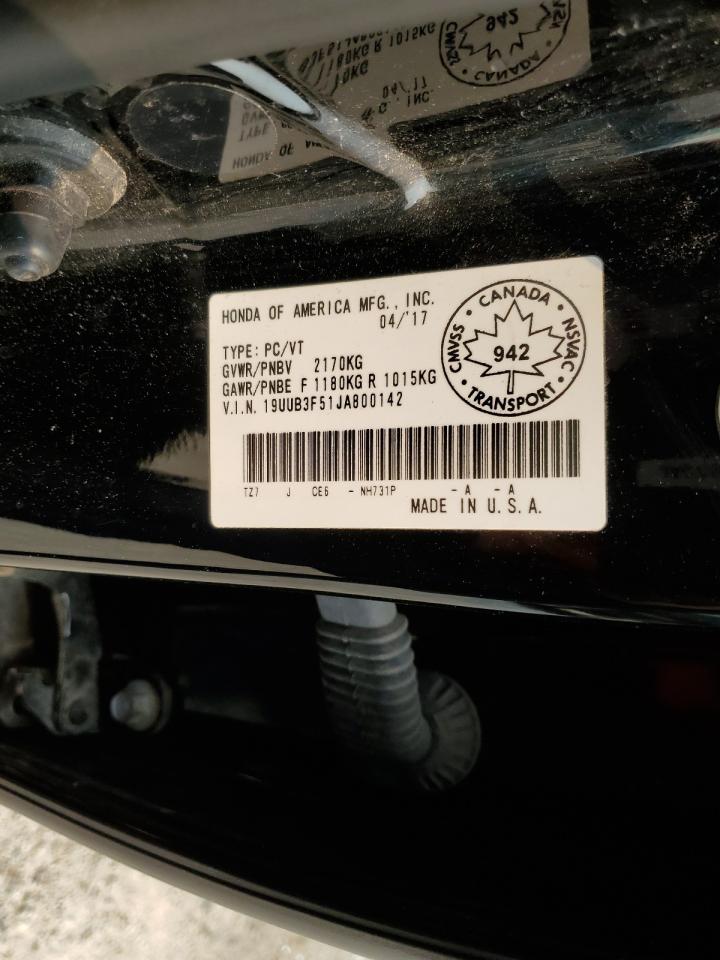 HONDA OF AMERICA MFG., INC.
04/'17
TYPE: PC/VT
GVWR/PNBV 2170KG
GAWR/PNBE F 1180KG R 1015KG
V.I.N. 19UUB3F51JA800142
CANADA
CMVSS
NSVAC
942
TRANSPORT
TZ7 J CE6 - NH731P - A - A
MADE IN U.S.A.